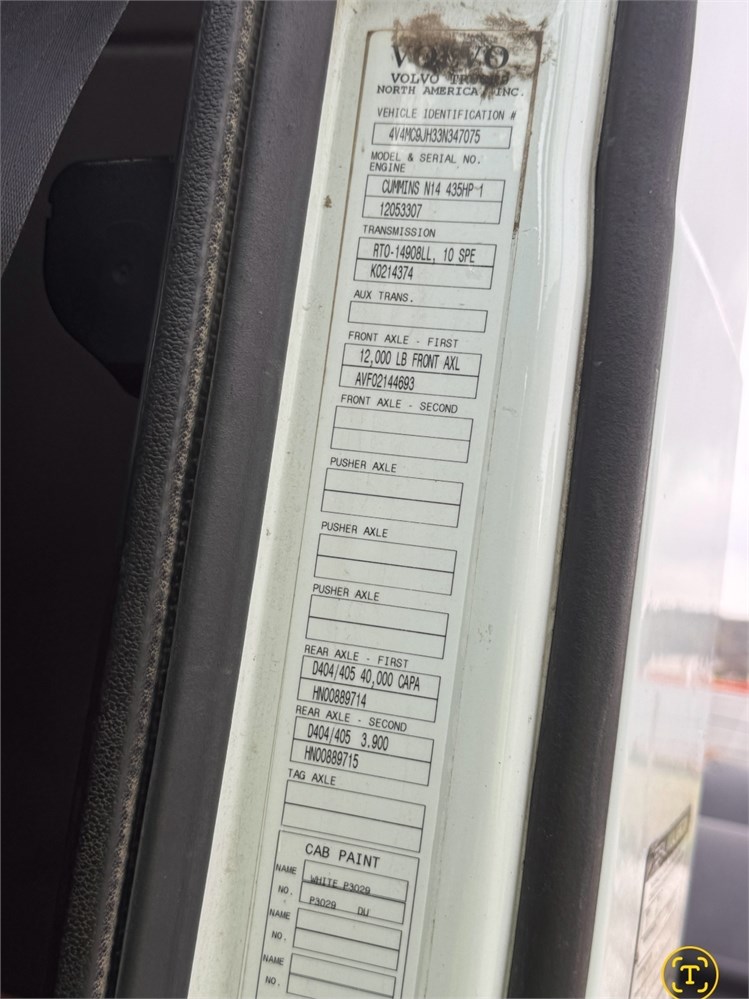 VOLVO
VOLVO TRUCKS
NORTH AMERICA, INC.
VEHICLE IDENTIFICATION #
4V4MC9JH33N347075
MODEL & SERIAL NO.
ENGINE
CUMMINS N14 435HP 1
12053307
TRANSMISSION
RTO-14908LL, 10 SPE
K0214374
AUX TRANS.
FRONT AXLE - FIRST
12,000 LB FRONT AXL
AVF02144693
FRONT AXLE - SECOND
PUSHER AXLE
PUSHER AXLE
PUSHER AXLE
REAR AXLE - FIRST
D404/405 40,000 CAPA
HN00889714
REAR AXLE - SECOND
D404/405 3.900
HN00889715
TAG AXLE
CAB PAINT
NAME WHITE P3029
NO. P3029 DU
NAME
NO.
NAME
NO.
T